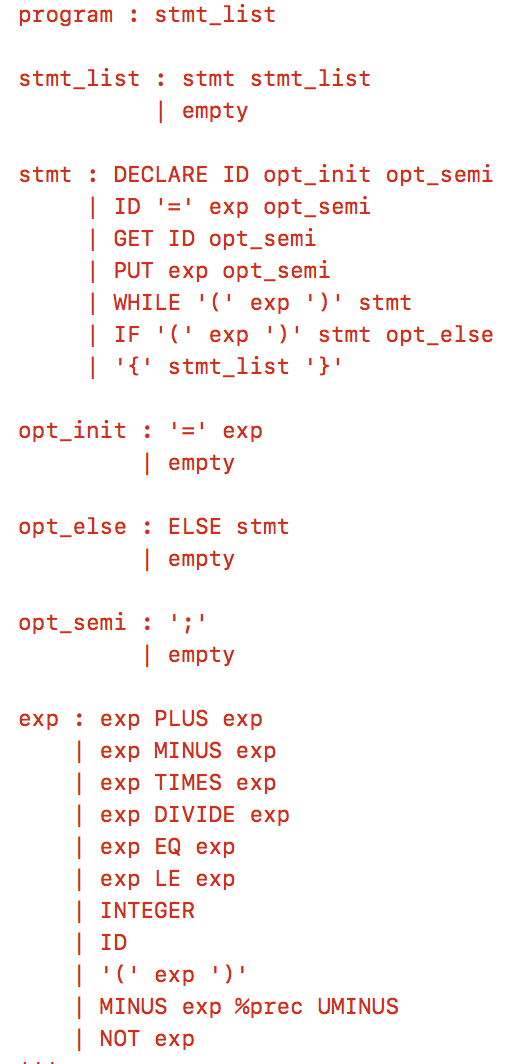 program : stmt_list
stmt_list : stmt stmt_list
| empty
stmt : DECLARE ID opt_init opt_semi
| ID '=' exp opt_semi
| GET ID opt_semi
| PUT exp opt_semi
| WHILE '(' exp ')' stmt
| IF '(' exp ')' stmt opt_else
| '{' stmt_list '}'
opt_init : '=' exp
| empty
opt_else : ELSE stmt
| empty
opt_semi : ';'
| empty
exp : exp PLUS exp
| exp MINUS exp
| exp TIMES exp
| exp DIVIDE exp
| exp EQ exp
| exp LE exp
| INTEGER
| ID
| '(' exp ')'
| MINUS exp %prec UMINUS
| NOT exp
'''